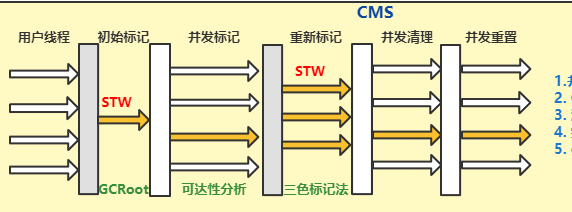 CMS
用户线程
初始标记
并发标记
重新标记
并发清理
并发重置
STW
STW
GCRoot
可达性分析
三色标记法
1.
2.
3.
4.
5.